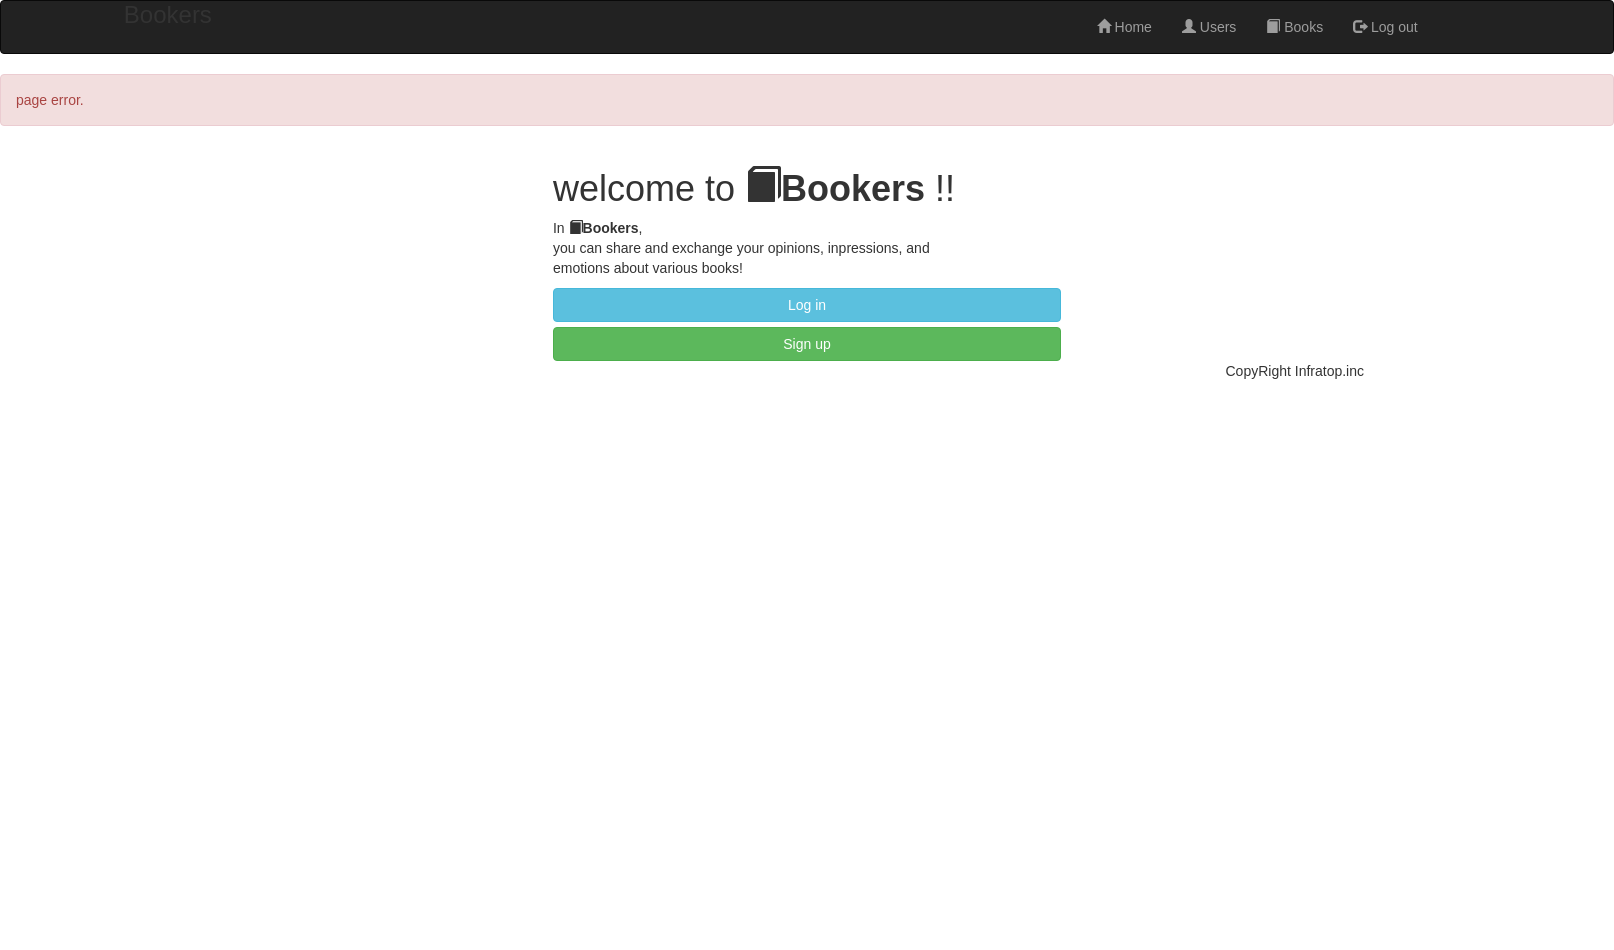 Bookers
Home Users Books Log out
page error.
welcome to Bookers !!
In Bookers,
you can share and exchange your opinions, inpressions, and
emotions about various books!
Log in
Sign up
CopyRight Infratop.inc